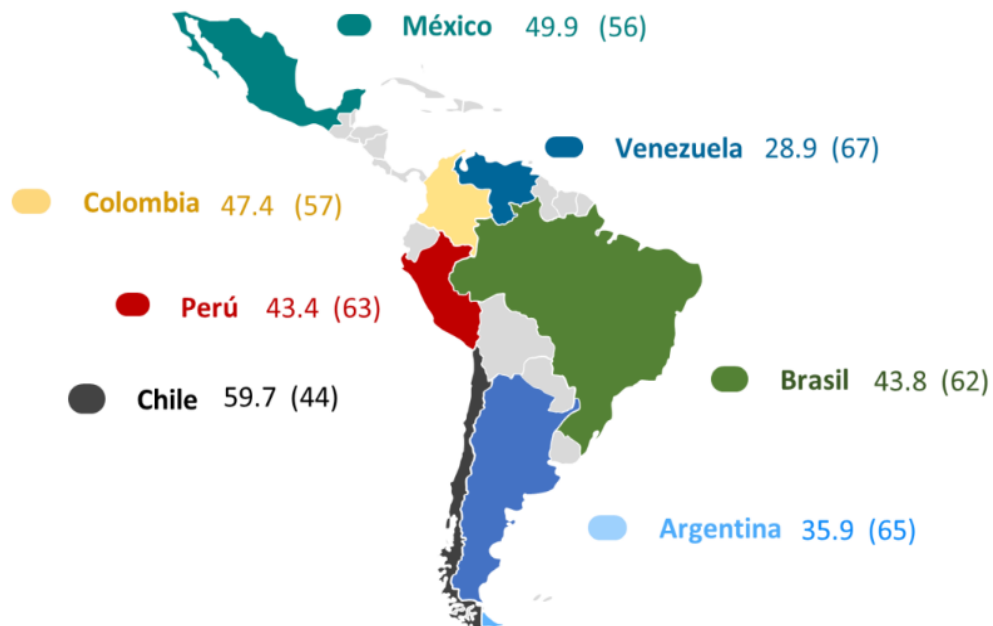 México 49.9 (56)
Venezuela 28.9 (67)
Colombia 47.4 (57)
Perú 43.4 (63)
Brasil 43.8 (62)
Chile 59.7 (44)
Argentina 35.9 (65)